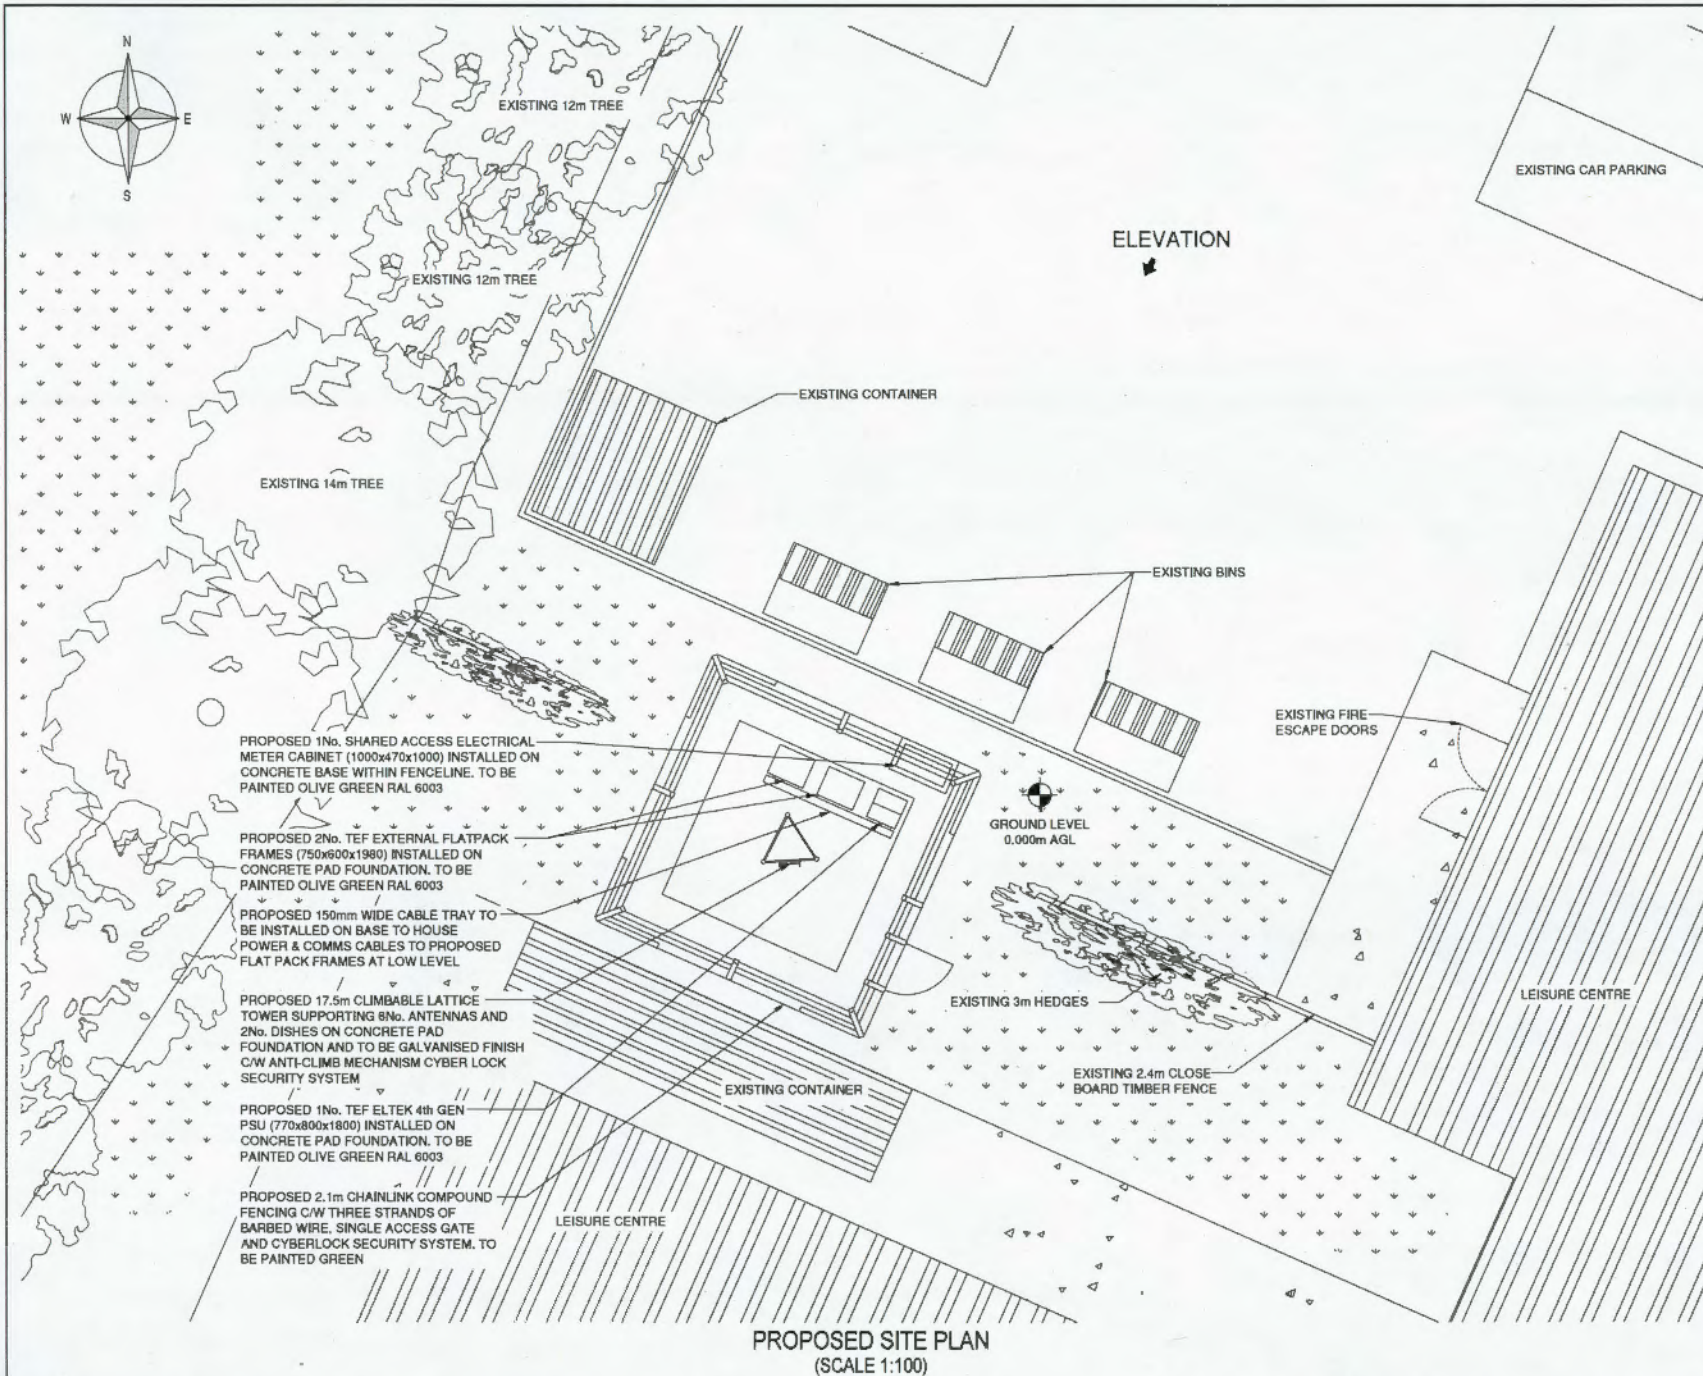 N
W E
S
EXISTING 12m TREE
EXISTING CAR PARKING
ELEVATION
EXISTING 12m TREE
EXISTING CONTAINER
EXISTING 14m TREE
EXISTING BINS
EXISTING FIRE
ESCAPE DOORS
PROPOSED 1No. SHARED ACCESS ELECTRICAL
METER CABINET (1000x470x1000) INSTALLED ON
CONCRETE BASE WITHIN FENCELINE. TO BE
PAINTED OLIVE GREEN RAL 6003
GROUND LEVEL
0.000m AGL
PROPOSED 2No. TEF EXTERNAL FLATPACK
FRAMES (750x600x1980) INSTALLED ON
CONCRETE PAD FOUNDATION. TO BE
PAINTED OLIVE GREEN RAL 6003
PROPOSED 150mm WIDE CABLE TRAY TO
BE INSTALLED ON BASE TO HOUSE
POWER & COMMS CABLES TO PROPOSED
FLAT PACK FRAMES AT LOW LEVEL
PROPOSED 17.5m CLIMBABLE LATTICE
TOWER SUPPORTING 6No. ANTENNAS AND
2No. DISHES ON CONCRETE PAD
FOUNDATION AND TO BE GALVANISED FINISH
C/W ANTI-CLIMB MECHANISM CYBER LOCK
SECURITY SYSTEM
EXISTING 3m HEDGES
LEISURE CENTRE
EXISTING 2.4m CLOSE
BOARD TIMBER FENCE
EXISTING CONTAINER
PROPOSED 1No. TEF ELTEK 4th GEN
PSU (770x800x1800) INSTALLED ON
CONCRETE PAD FOUNDATION. TO BE
PAINTED OLIVE GREEN RAL 6003
PROPOSED 2.1m CHAINLINK COMPOUND
FENCING C/W THREE STRANDS OF
BARBED WIRE, SINGLE ACCESS GATE
AND CYBERLOCK SECURITY SYSTEM. TO
BE PAINTED GREEN
LEISURE CENTRE
PROPOSED SITE PLAN
(SCALE 1:100)